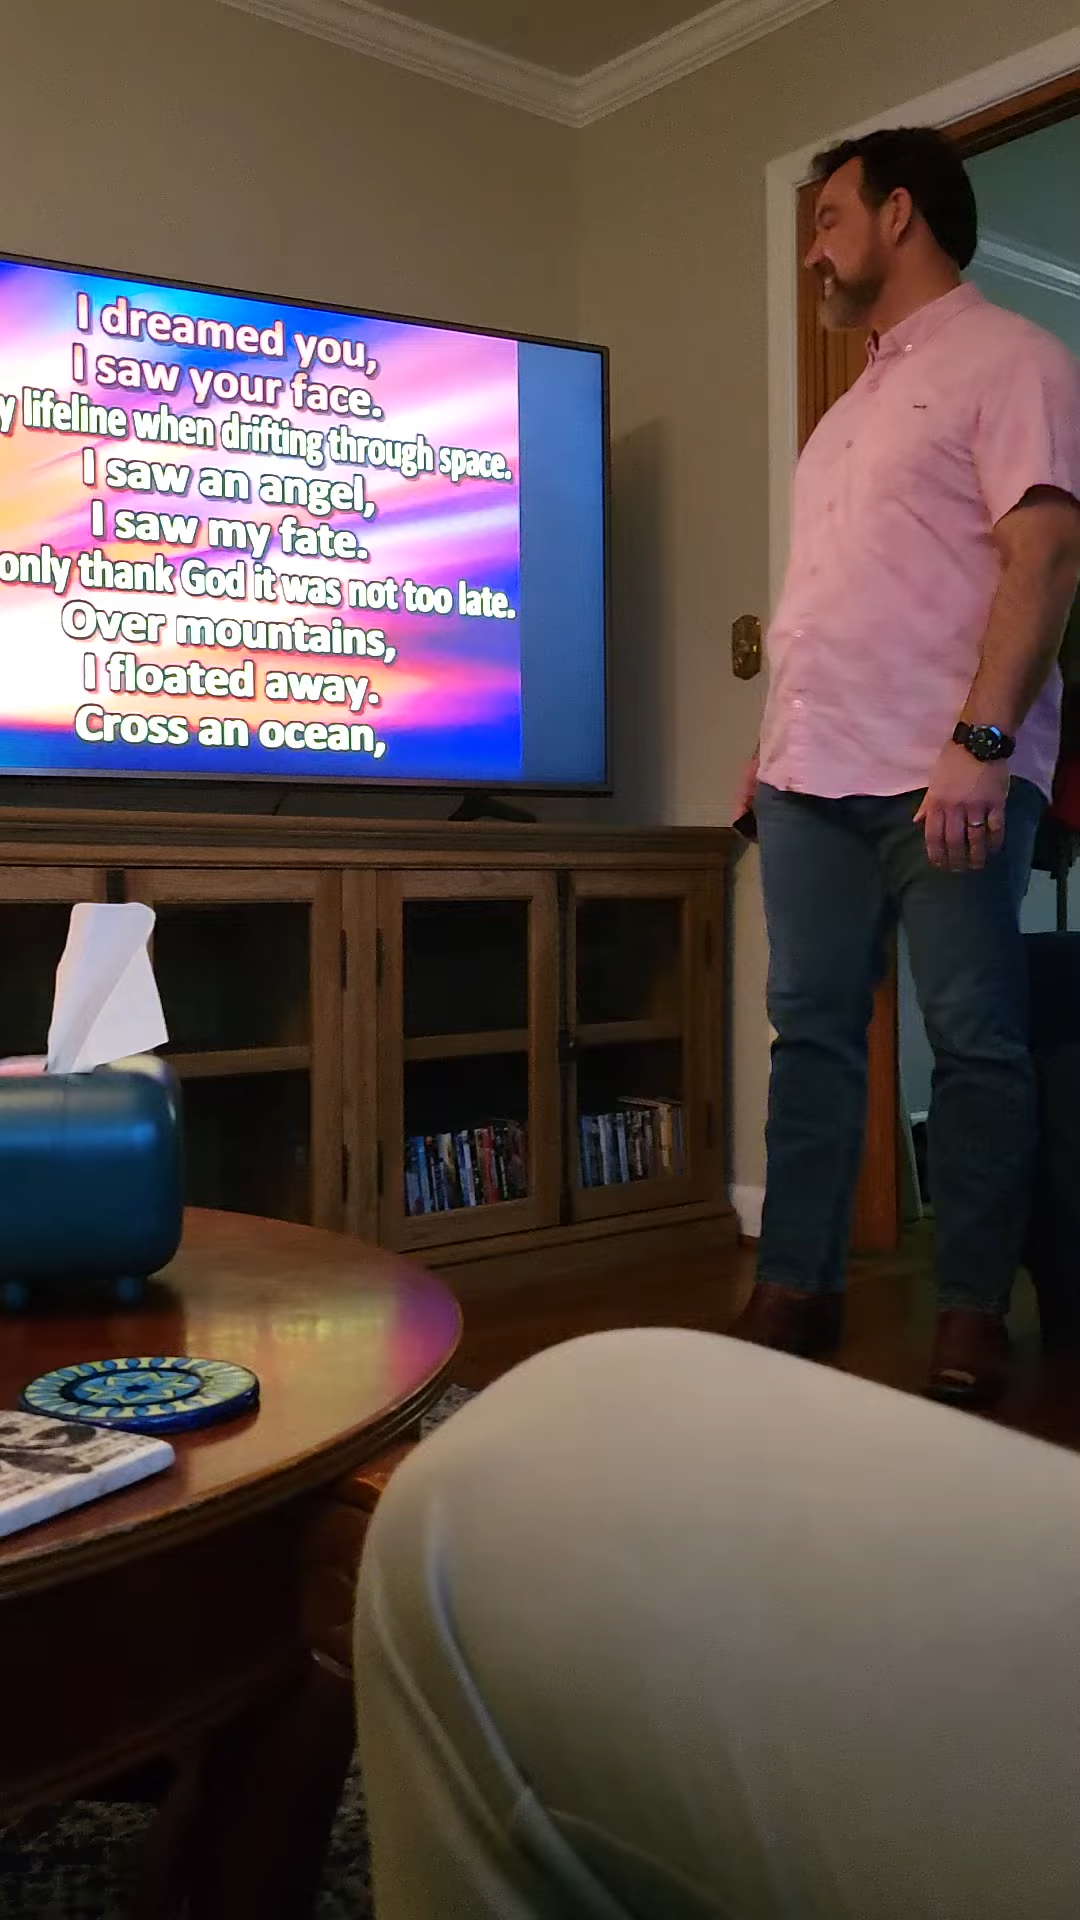 I dreamed you,
I saw your face.
y lifeline when drifting through space.
I saw an angel,
I saw my fate.
only thank God it was not too late.
Over mountains,
I floated away.
Cross an ocean,